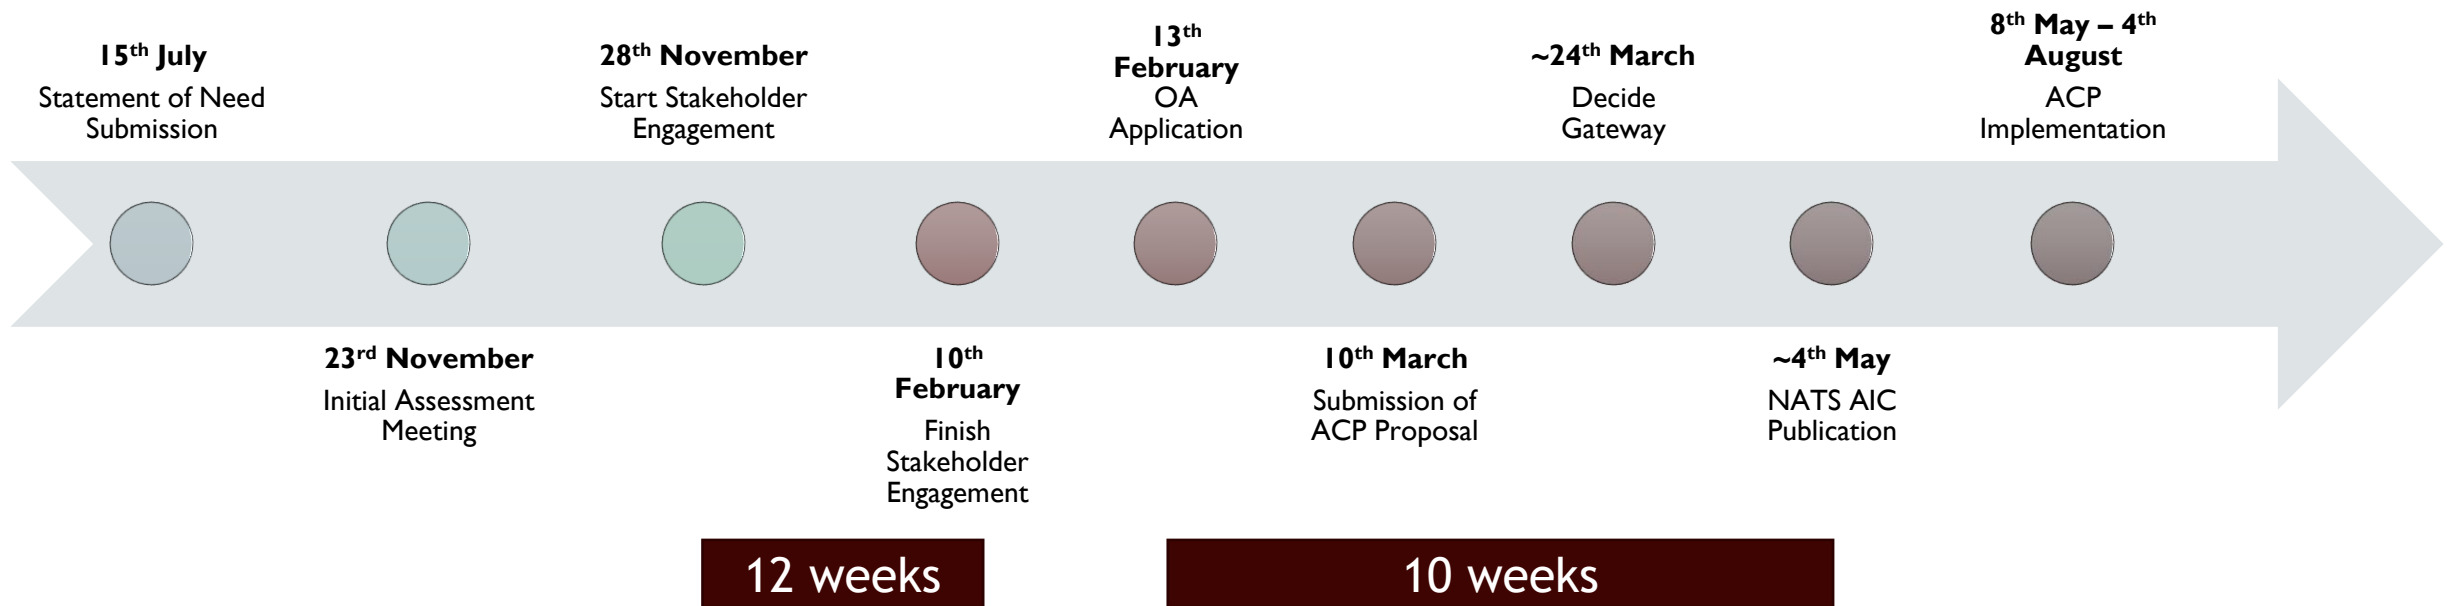 15th July
Statement of Need
Submission
23rd November
Initial Assessment
Meeting
28th November
Start Stakeholder
Engagement
10th
February
Finish
Stakeholder
Engagement
13th
February
OA
Application
10th March
Submission of
ACP Proposal
~24th March
Decide
Gateway
~4th May
NATS AIC
Publication
8th May – 4th
August
ACP
Implementation
12 weeks
10 weeks